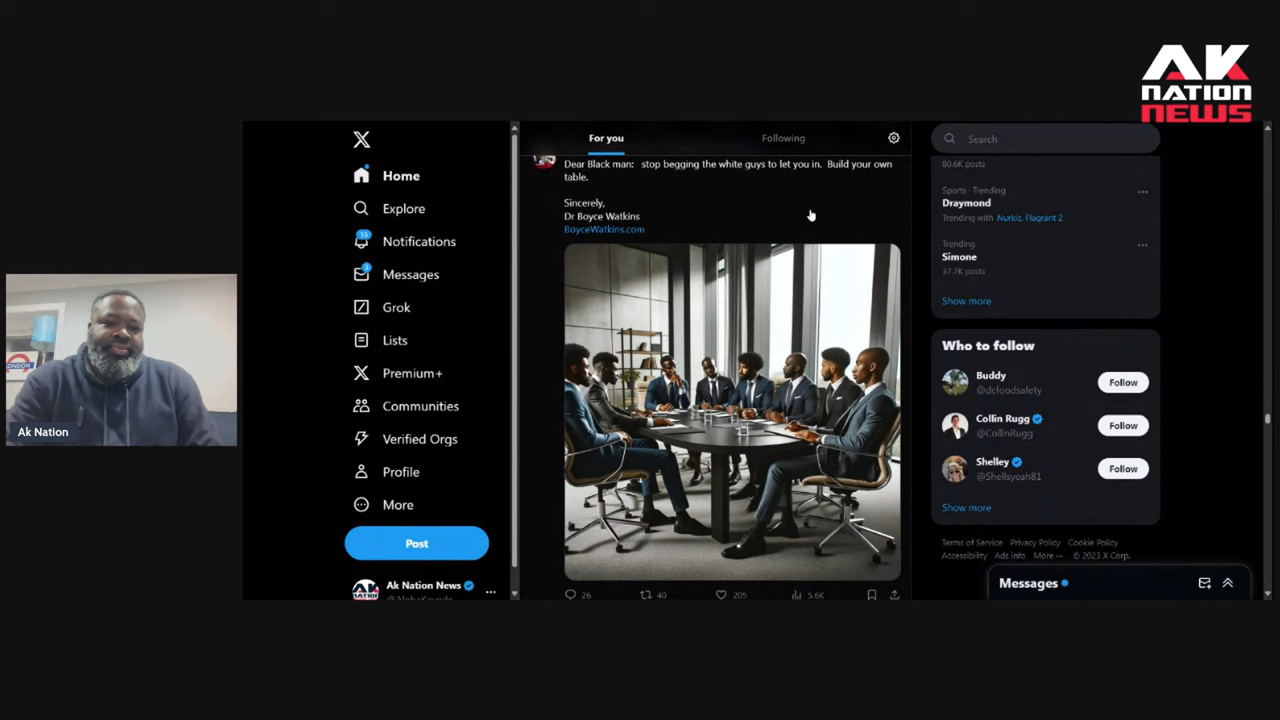 AK
NATION
NEWS
For you
Following
Search
Dear Black man: stop begging the white guys to let you in. Build your own
table.
Sincerely,
Dr Boyce Watkins
BoyceWatkins.com
26
40
205
5.6K
Home
Explore
15
Notifications
3
Messages
Grok
Lists
Premium+
Communities
Verified Orgs
Profile
More
Post
Ak Nation News
80.6K posts
Sports · Trending
Draymond
Trending with Nurkic, Flagrant 2
Trending
Simone
37.7K posts
Show more
Who to follow
Buddy
@dcfoodsafety
Follow
Collin Rugg
@CollinRugg
Follow
Shelley
@Shellsyeah81
Follow
Show more
Terms of Service Privacy Policy Cookie Policy
Accessibility Ads info More ··· © 2023 X Corp.
Messages
LONDON
Ak Nation